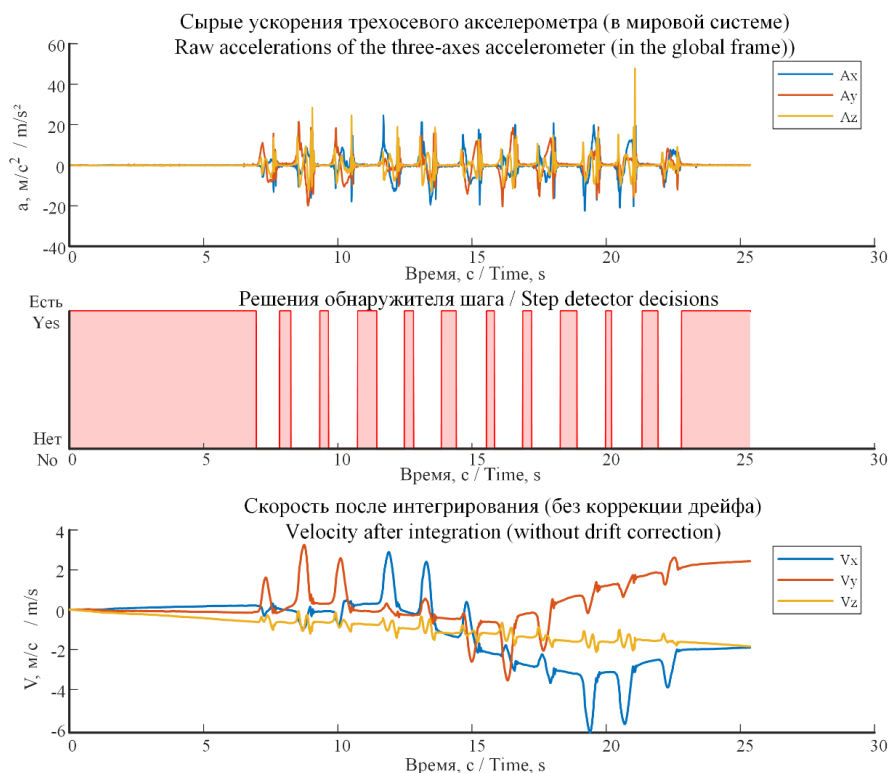 Сырые ускорения трехосевого акселерометра (в мировой системе)
Raw accelerations of the three-axes accelerometer (in the global frame))
60
40
20
0
-20
-40
a, м/с² / m/s²
Ax
Ay
Az
0 5 10 15 20 25 30
Время, с / Time, s
Решения обнаружителя шага / Step detector decisions
Есть
Yes
Нет
No
0 5 10 15 20 25 30
Время, с / Time, s
Скорость после интегрирования (без коррекции дрейфа)
Velocity after integration (without drift correction)
4
2
0
-2
-4
-6
V, м/с / m/s
Vx
Vy
Vz
0 5 10 15 20 25 30
Время, с / Time, s